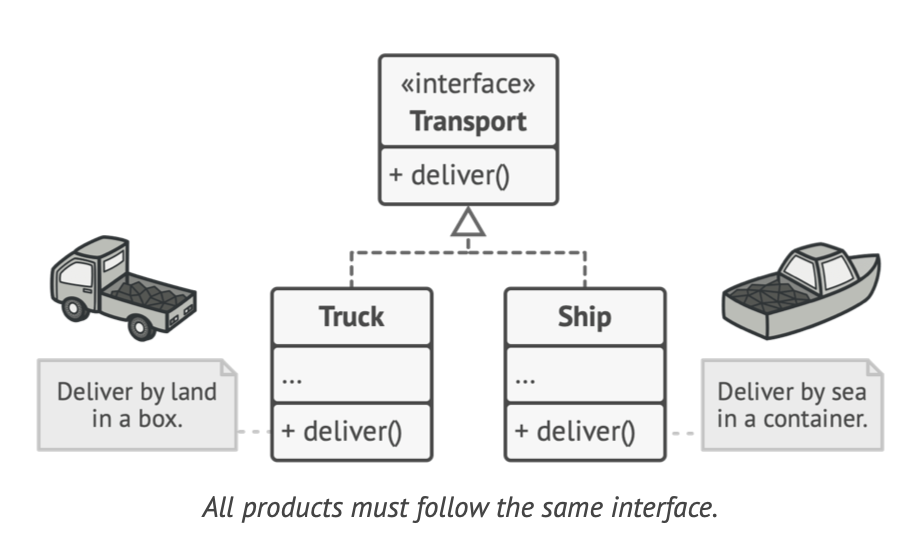 «interface»
Transport
+ deliver()
Truck
...
+ deliver()
Ship
...
+ deliver()
Deliver by land
in a box.
Deliver by sea
in a container.
All products must follow the same interface.